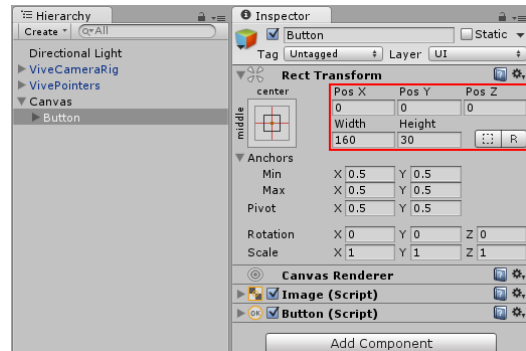 Hierarchy
Create
All
Directional Light
ViveCameraRig
VivePointers
Canvas
Button
Inspector
Button
Static
Tag Untagged Layer UI
Rect Transform
center
middle
Pos X Pos Y Pos Z
0 0 0
Width Height
160 30 R
Anchors
Min X 0.5 Y 0.5
Max X 0.5 Y 0.5
Pivot X 0.5 Y 0.5
Rotation X 0 Y 0 Z 0
Scale X 1 Y 1 Z 1
Canvas Renderer
Image (Script)
OK Button (Script)
Add Component